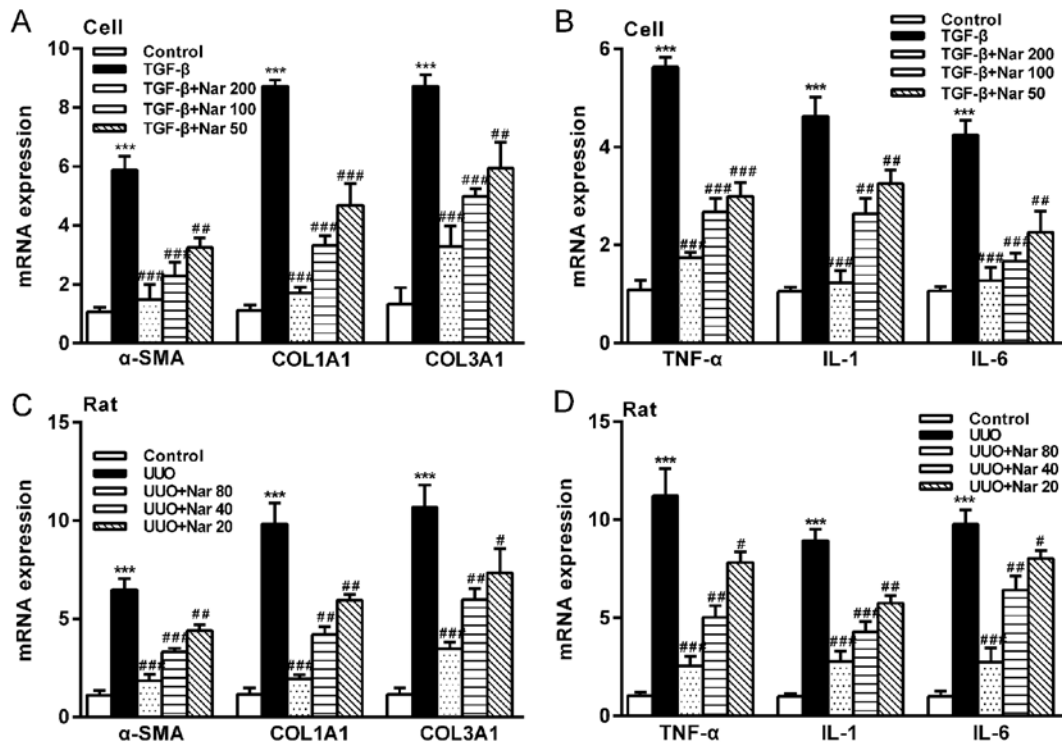 A
Cell
Control
TGF-β
TGF-β+Nar 200
TGF-β+Nar 100
TGF-β+Nar 50
mRNA expression
10
8
6
4
2
0
***
###
###
##
***
###
###
###
***
###
###
##
α-SMA COL1A1 COL3A1
B
Cell
Control
TGF-β
TGF-β+Nar 200
TGF-β+Nar 100
TGF-β+Nar 50
mRNA expression
6
4
2
0
***
###
###
###
***
###
##
##
***
###
###
##
TNF-α IL-1 IL-6
C
Rat
Control
UUO
UUO+Nar 80
UUO+Nar 40
UUO+Nar 20
mRNA expression
15
10
5
0
***
###
###
##
***
###
##
##
***
###
##
#
α-SMA COL1A1 COL3A1
D
Rat
Control
UUO
UUO+Nar 80
UUO+Nar 40
UUO+Nar 20
mRNA expression
15
10
5
0
***
###
##
#
***
###
###
##
***
###
##
#
TNF-α IL-1 IL-6